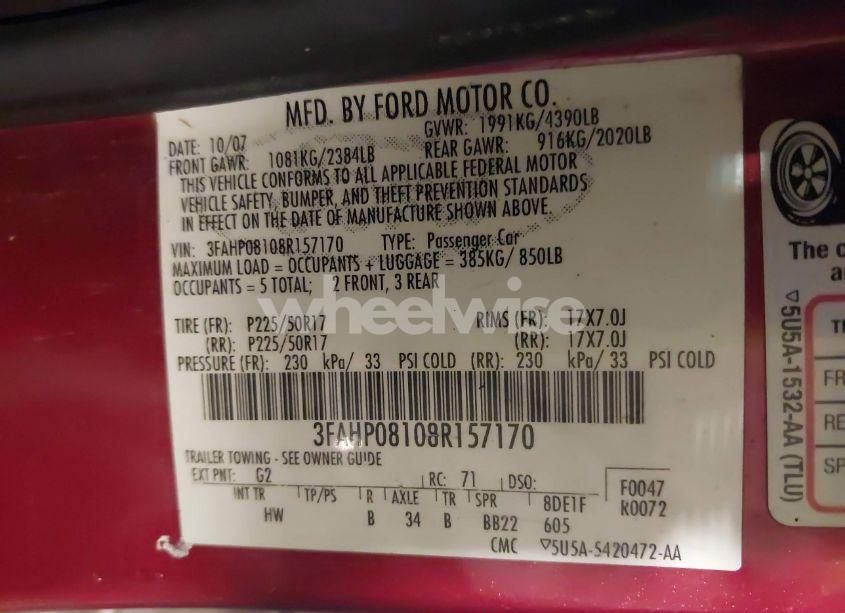 MFD. BY FORD MOTOR CO.
DATE: 10/07 GVWR: 1991KG/4390LB
FRONT GAWR: 1081KG/2384LB REAR GAWR: 916KG/2020LB
THIS VEHICLE CONFORMS TO ALL APPLICABLE FEDERAL MOTOR
VEHICLE SAFETY, BUMPER, AND THEFT PREVENTION STANDARDS
IN EFFECT ON THE DATE OF MANUFACTURE SHOWN ABOVE.
VIN: 3FAHP08108R157170 TYPE: Passenger Car
MAXIMUM LOAD = OCCUPANTS + LUGGAGE = 385KG/ 850LB
OCCUPANTS = 5 TOTAL; 2 FRONT, 3 REAR
wheelwise
TIRE (FR): P225/50R17 RIMS (FR): 17X7.0J
(RR): P225/50R17 (RR): 17X7.0J
PRESSURE (FR): 230 kPa/ 33 PSI COLD (RR): 230 kPa/ 33 PSI COLD
3FAHP08108R157170
TRAILER TOWING - SEE OWNER GUIDE
EXT PNT: G2 RC: 71 DSO: F0047
INT TR TP/PS R AXLE TR SPR 8DE1F R0072
HW B 34 B BB22 605
CMC ▽5U5A-5420472-AA
The c
a
T
FR
RE
SP
▽5U5A-1532-AA (TLU)